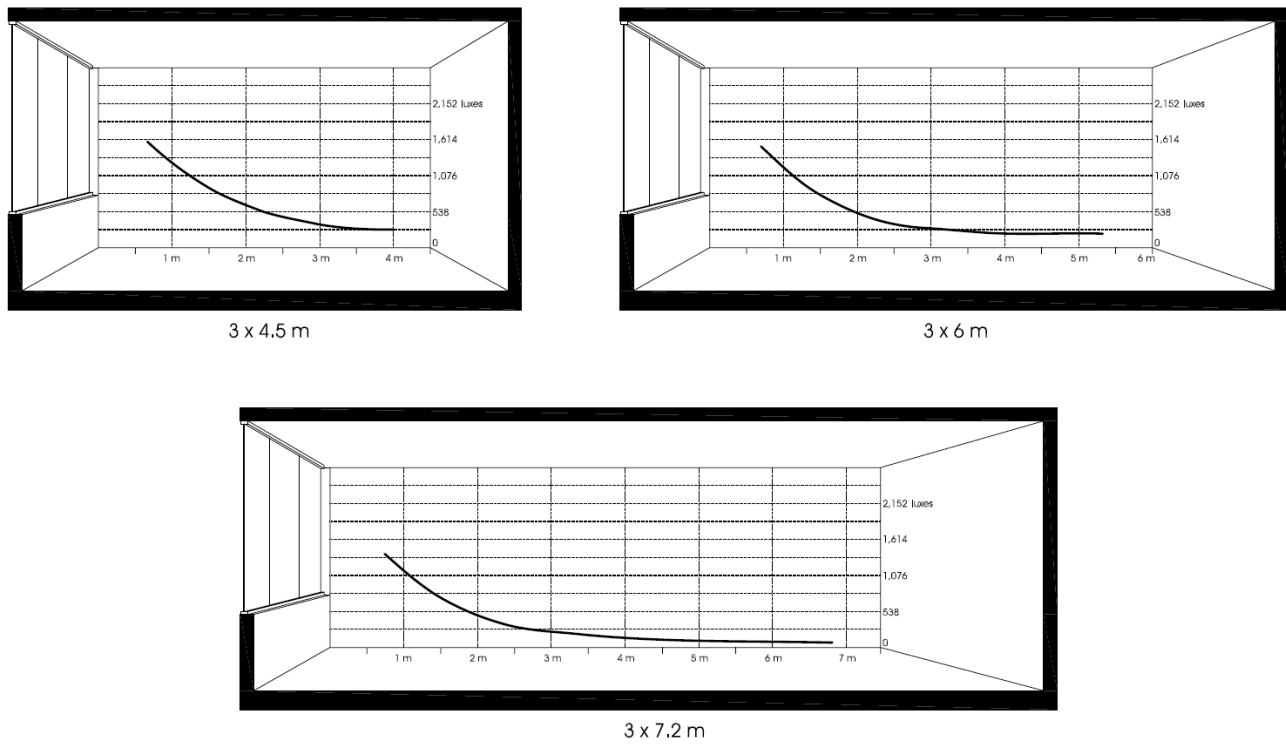 2,152 luxes
1,614
1,076
538
0
1 m 2 m 3 m 4 m
3 x 4.5 m
2,152 luxes
1,614
1,076
538
0
1 m 2 m 3 m 4 m 5 m 6 m
3 x 6 m
2,152 luxes
1,614
1,076
538
0
1 m 2 m 3 m 4 m 5 m 6 m 7 m
3 x 7.2 m